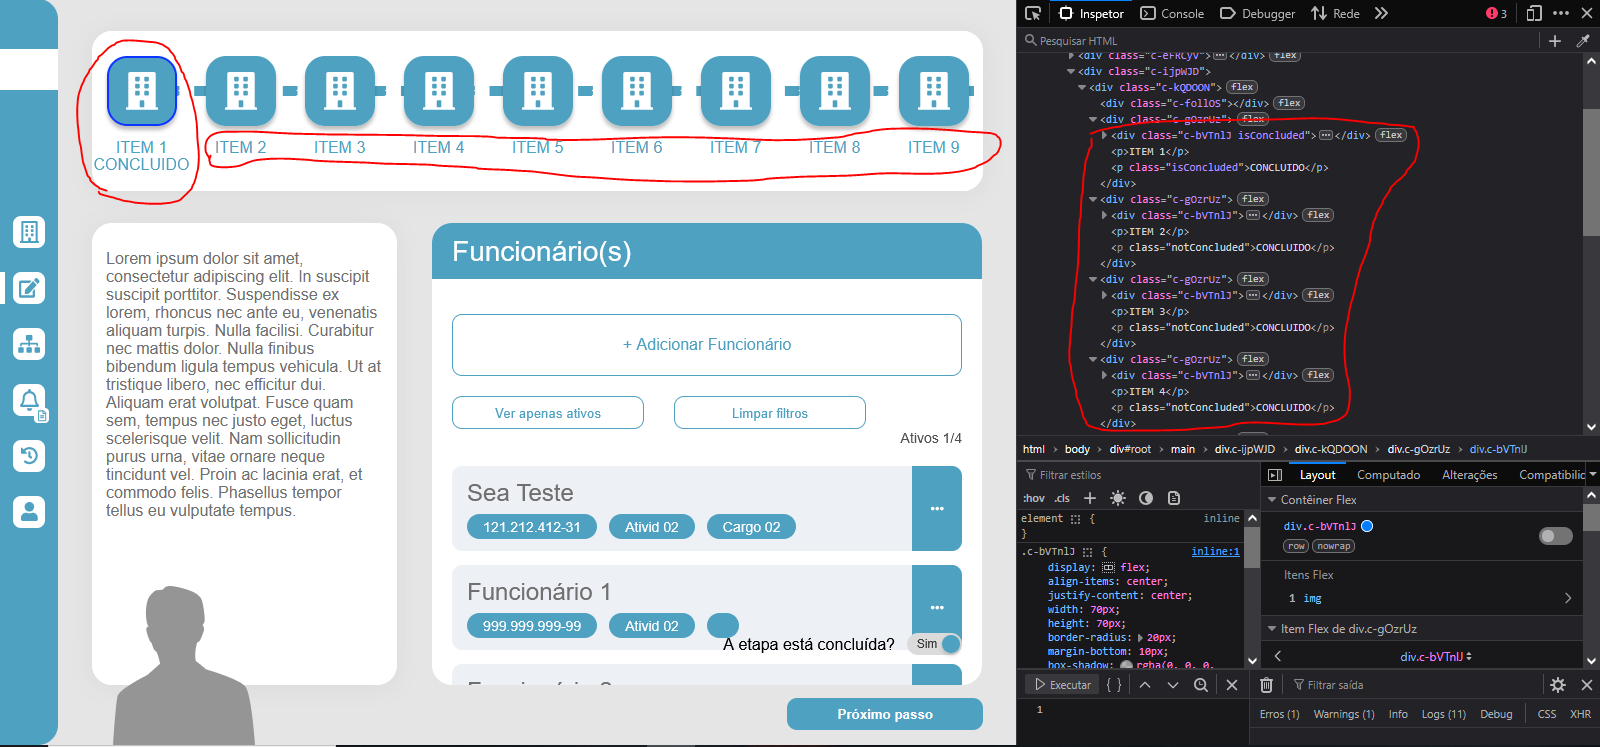 ITEM 1
CONCLUIDO
ITEM 2
ITEM 3
ITEM 4
ITEM 5
ITEM 6
ITEM 7
ITEM 8
ITEM 9
Lorem ipsum dolor sit amet,
consectetur adipiscing elit. In suscipit
suscipit porttitor. Suspendisse ex
lorem, rhoncus nec ante eu, venenatis
aliquam turpis. Nulla facilisi. Curabitur
nec mattis dolor. Nulla finibus
bibendum ligula tempus vehicula. Ut at
tristique libero, nec efficitur dui.
Aliquam erat volutpat. Fusce quam
sem, tempus nec justo eget, luctus
scelerisque velit. Nam sollicitudin
purus urna, vitae ornare neque
tincidunt vel. Proin ac lacinia erat, et
commodo felis. Phasellus tempor
tellus eu vulputate tempus.
Funcionário(s)
+ Adicionar Funcionário
Ver apenas ativos
Limpar filtros
Ativos 1/4
Sea Teste
121.212.412-31
Ativid 02
Cargo 02
Funcionário 1
999.999.999-99
Ativid 02
A etapa está concluída?
Sim
Próximo passo
Inspetor
Console
Debugger
Rede
3
Pesquisar HTML
<div class="c-eFRCyV">
</div>
flex
<div class="c-ijpWJD">
<div class="c-kQDOON">
flex
<div class="c-follOS"></div>
flex
<div class="c-gOzrUz">
flex
<div class="c-bVTnlJ isConcluded">
</div>
flex
<p>ITEM 1</p>
<p class="isConcluded">CONCLUIDO</p>
</div>
<div class="c-gOzrUz">
flex
<div class="c-bVTnlJ">
</div>
flex
<p>ITEM 2</p>
<p class="notConcluded">CONCLUIDO</p>
</div>
<div class="c-gOzrUz">
flex
<div class="c-bVTnlJ">
</div>
flex
<p>ITEM 3</p>
<p class="notConcluded">CONCLUIDO</p>
</div>
<div class="c-gOzrUz">
flex
<div class="c-bVTnlJ">
</div>
flex
<p>ITEM 4</p>
<p class="notConcluded">CONCLUIDO</p>
</div>
html
body
div#root
main
div.c-ijpWJD
div.c-kQDOON
div.c-gOzrUz
div.c-bVTnlJ
Filtrar estilos
:hov
.cls
element
{
inline
}
.c-bVTnlJ
{
inline:1
display: flex;
align-items: center;
justify-content: center;
width: 70px;
height: 70px;
border-radius: 20px;
margin-bottom: 10px;
box-shadow: rgba(0, 0, 0,
Layout
Computado
Alterações
Compatibilid
Contêiner Flex
div.c-bVTnlJ
row
nowrap
Itens Flex
1 img
Item Flex de div.c-gOzrUz
div.c-bVTnlJ
Executar
{ }
1
Filtrar saída
Erros (1)
Warnings (1)
Info
Logs (11)
Debug
CSS
XHR